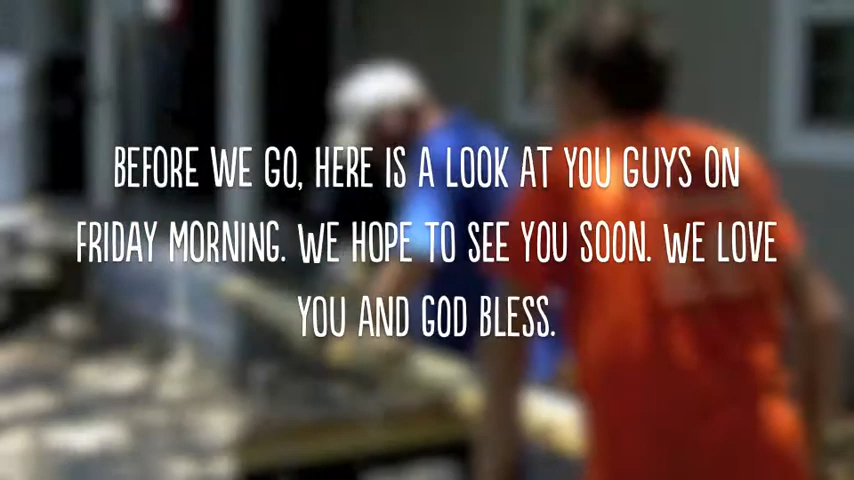 BEFORE WE GO, HERE IS A LOOK AT YOU GUYS ON
FRIDAY MORNING. WE HOPE TO SEE YOU SOON. WE LOVE
YOU AND GOD BLESS.